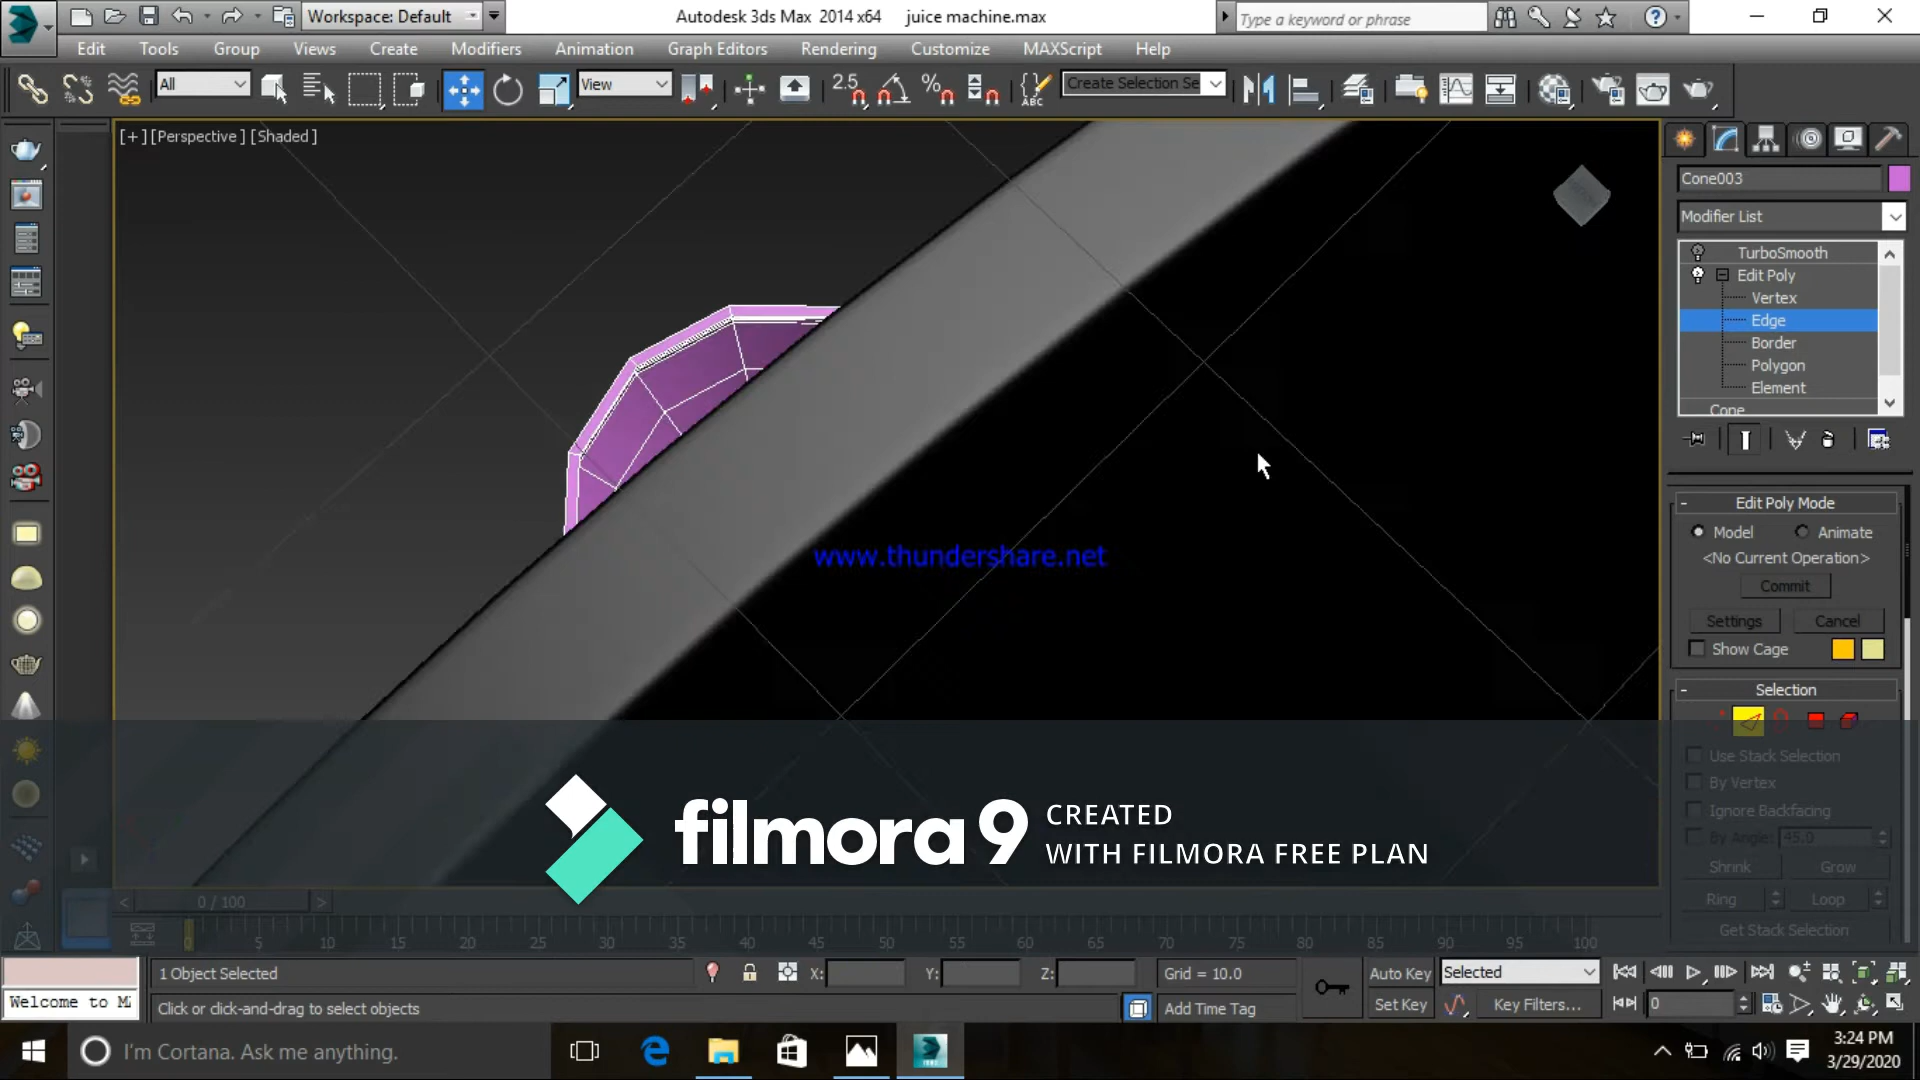 Workspace: Default
Autodesk 3ds Max 2014 x64 juice machine.max
Type a keyword or phrase
Edit Tools Group Views Create Modifiers Animation Graph Editors Rendering Customize MAXScript Help
All
View
2.5
ABC
Create Selection Se
[+] [Perspective] [Shaded]
Cone003
Modifier List
TurboSmooth
Edit Poly
Vertex
Edge
Border
Polygon
Element
Cone
- Edit Poly Mode
Model Animate
<No Current Operation>
Commit
Settings Cancel
Show Cage
- Selection
Use Stack Selection
By Vertex
Ignore Backfacing
By Angle: 45.0
Shrink Grow
Ring Loop
Get Stack Selection
www.thundershare.net
filmora9
CREATED
WITH FILMORA FREE PLAN
< 0 / 100 >
0 5 10 15 20 25 30 35 40 45 50 55 60 65 70 75 80 85 90 95 100
1 Object Selected
X: Y: Z:
Grid = 10.0
Auto Key
Selected
Welcome to M
Click or click-and-drag to select objects
Add Time Tag
Set Key
Key Filters...
0
I'm Cortana. Ask me anything.
3:24 PM
3/29/2020